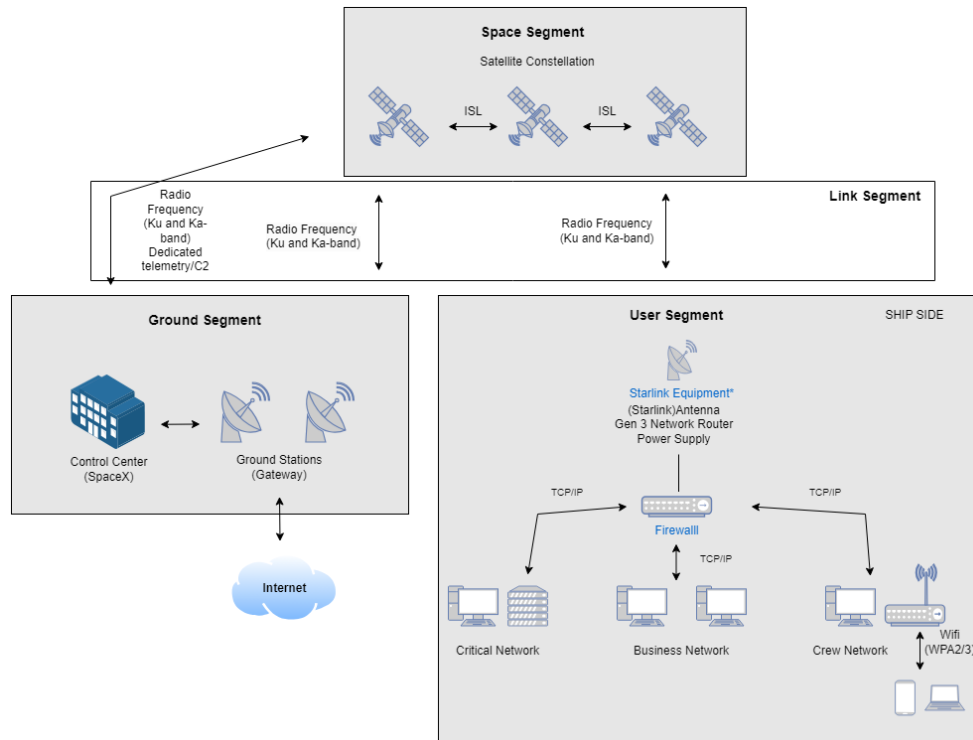 Space Segment
Satellite Constellation
ISL
ISL
Link Segment
Radio
Frequency
(Ku and Ka-
band)
Dedicated
telemetry/C2
Radio Frequency
(Ku and Ka-band)
Radio Frequency
(Ku and Ka-band)
Ground Segment
Control Center
(SpaceX)
Ground Stations
(Gateway)
Internet
User Segment
SHIP SIDE
Starlink Equipment*
(Starlink)Antenna
Gen 3 Network Router
Power Supply
TCP/IP
TCP/IP
Firewalll
TCP/IP
Critical Network
Business Network
Crew Network
Wifi
(WPA2/3)